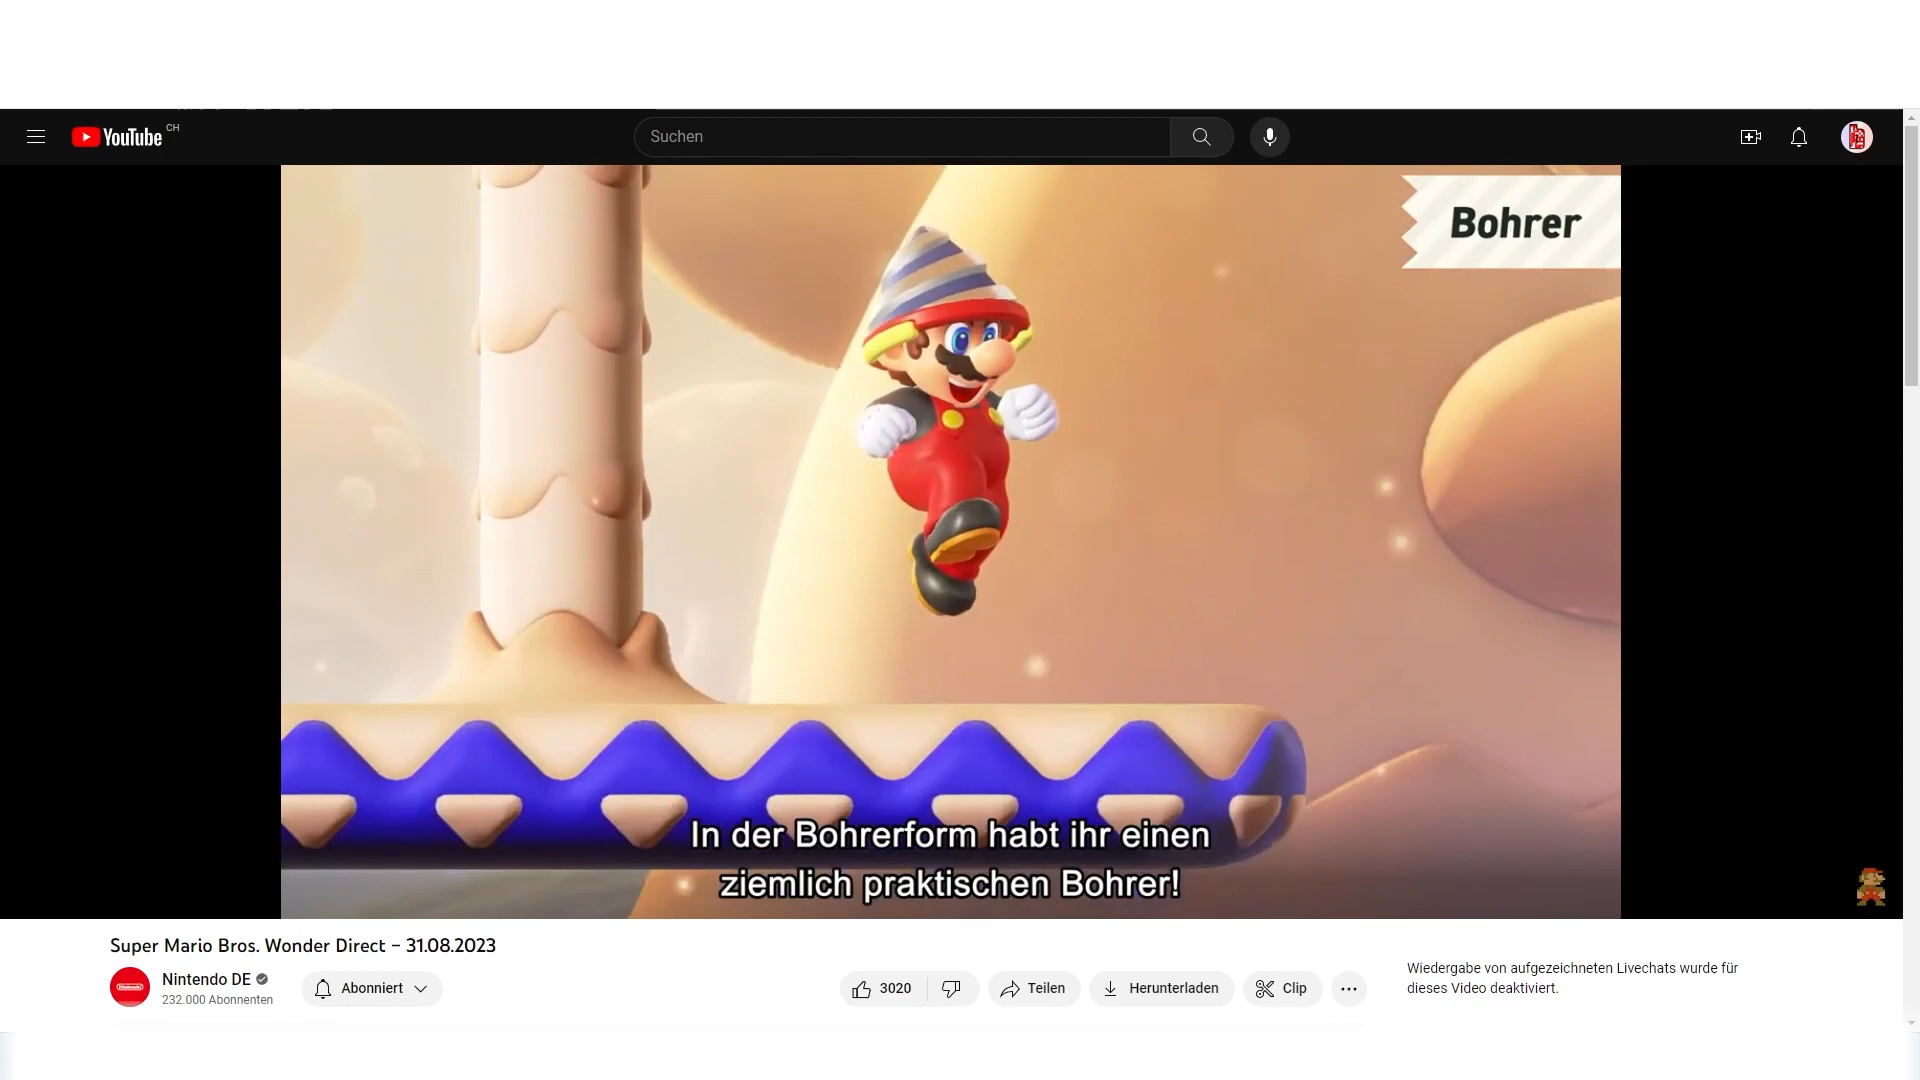 YouTube CH
Suchen
Bohrer
In der Bohrerform habt ihr einen
ziemlich praktischen Bohrer!
Super Mario Bros. Wonder Direct – 31.08.2023
Nintendo DE
232.000 Abonnenten
Abonniert
3020
Teilen
Herunterladen
Clip
Wiedergabe von aufgezeichneten Livechats wurde für
dieses Video deaktiviert.